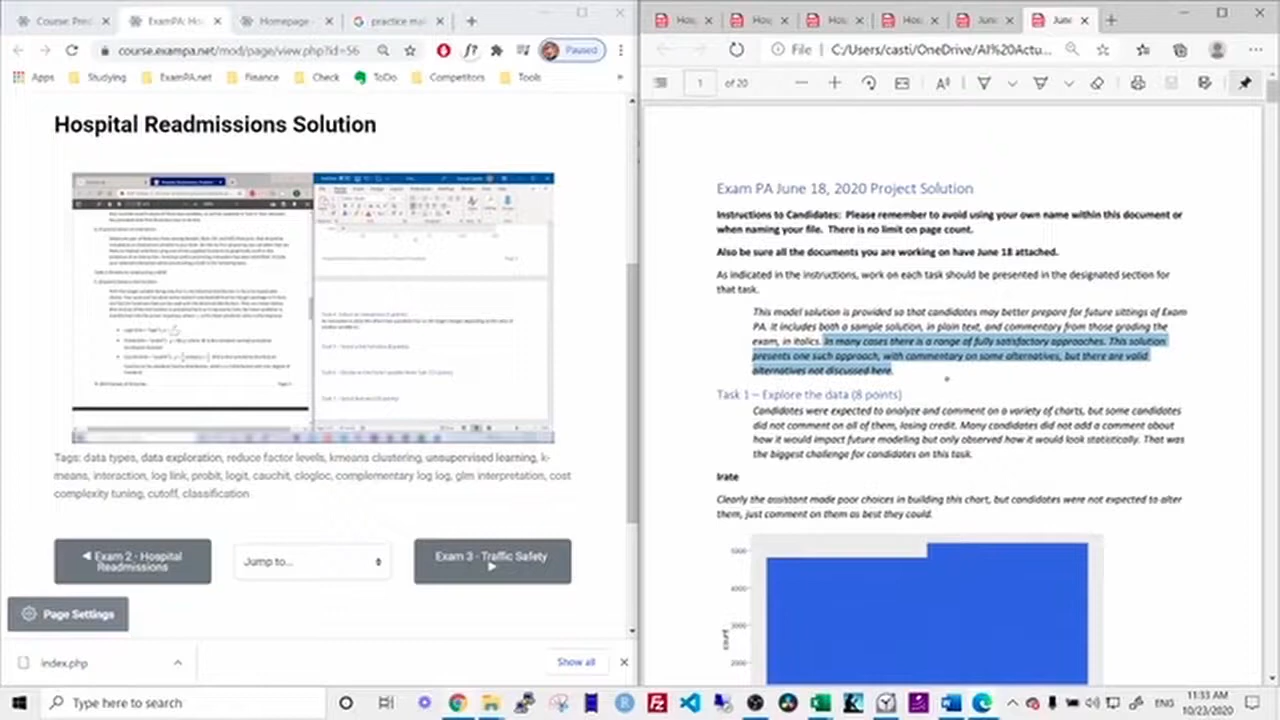 Course: Pred
ExamPA: Ho
Homepage -
practice mal
course.exampa.net/mod/page/view.php?id=56
Paused
Apps
Studying
ExamPA.net
Finance
Check
ToDo
Competitors
Tools
Hospital Readmissions Solution
Tags: data types, data exploration, reduce factor levels, kmeans clustering, unsupervised learning, k-
means, interaction, log link, probit, logit, cauchit, clogloc, complementary log log, glm interpretation, cost
complexity tuning, cutoff, classification
◄ Exam 2 - Hospital
Readmissions
Jump to...
Exam 3 - Traffic Safety
►
Page Settings
index.php
Show all
June
File
C:/Users/casti/OneDrive/AI%20Actu...
1
of 20
Exam PA June 18, 2020 Project Solution
Instructions to Candidates: Please remember to avoid using your own name within this document or
when naming your file. There is no limit on page count.
Also be sure all the documents you are working on have June 18 attached.
As indicated in the instructions, work on each task should be presented in the designated section for
that task.
This model solution is provided so that candidates may better prepare for future sittings of Exam
PA. It includes both a sample solution, in plain text, and commentary from those grading the
exam, in italics. In many cases there is a range of fully satisfactory approaches. This solution
presents one such approach, with commentary on some alternatives, but there are valid
alternatives not discussed here.
Task 1 – Explore the data (8 points)
Candidates were expected to analyze and comment on a variety of charts, but some candidates
did not comment on all of them, losing credit. Many candidates did not add a comment about
how it would impact future modeling but only observed how it would look statistically. That was
the biggest challenge for candidates on this task.
Irate
Clearly the assistant made poor choices in building this chart, but candidates were not expected to alter
them, just comment on them as best they could.
5000
4000
3000
2000
count
Type here to search
ENG
11:33 AM
10/23/2020